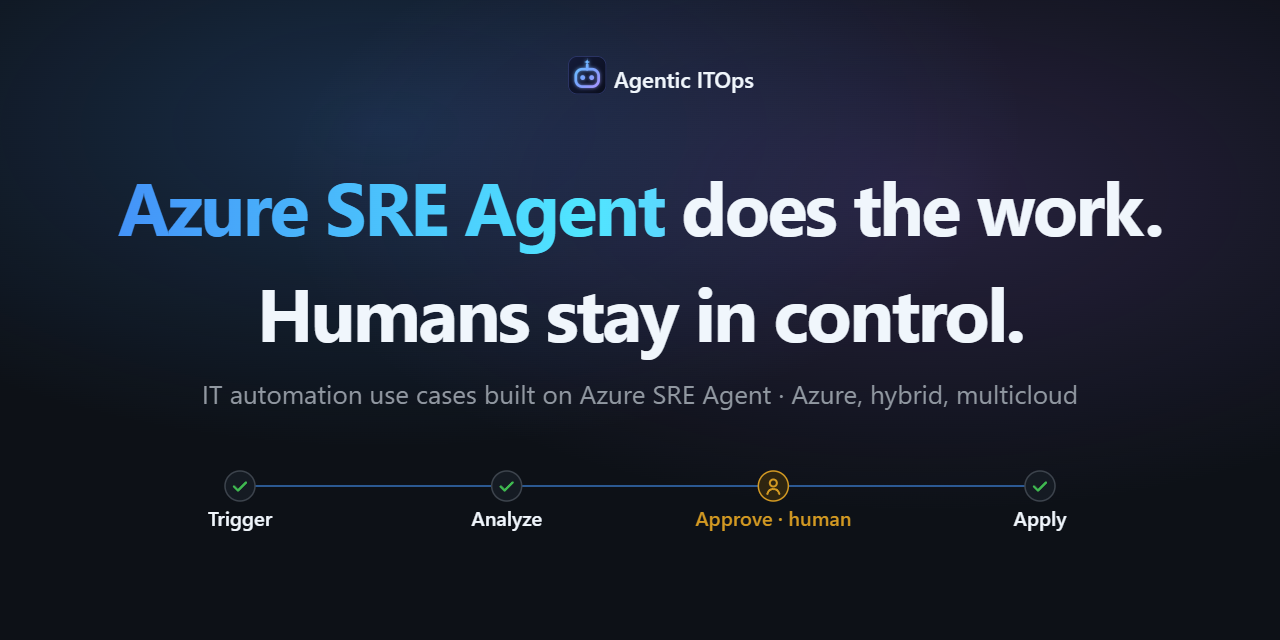 Agentic ITOps
Azure SRE Agent does the work.
Humans stay in control.
IT automation use cases built on Azure SRE Agent · Azure, hybrid, multicloud
Trigger
Analyze
Approve · human
Apply